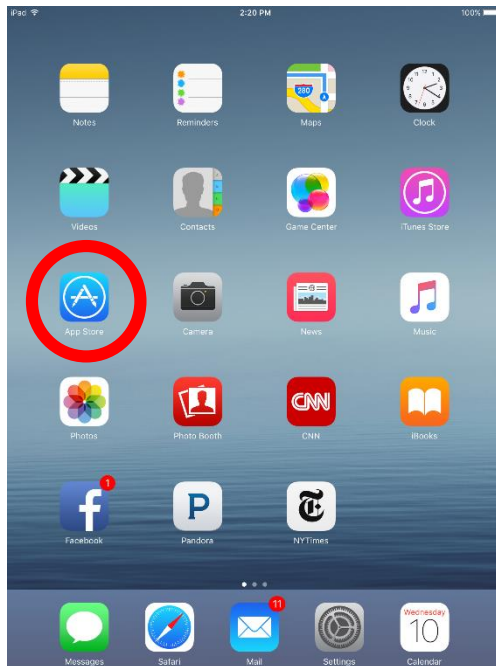 iPad 2:20 PM 100%
Notes Reminders Maps Clock
280
Videos Contacts Game Center iTunes Store
App Store Camera News Music
CNN
Photos Photo Booth CNN iBooks
1
f P T
Facebook Pandora NYTimes
11
Wednesday
10
Messages Safari Mail Settings Calendar